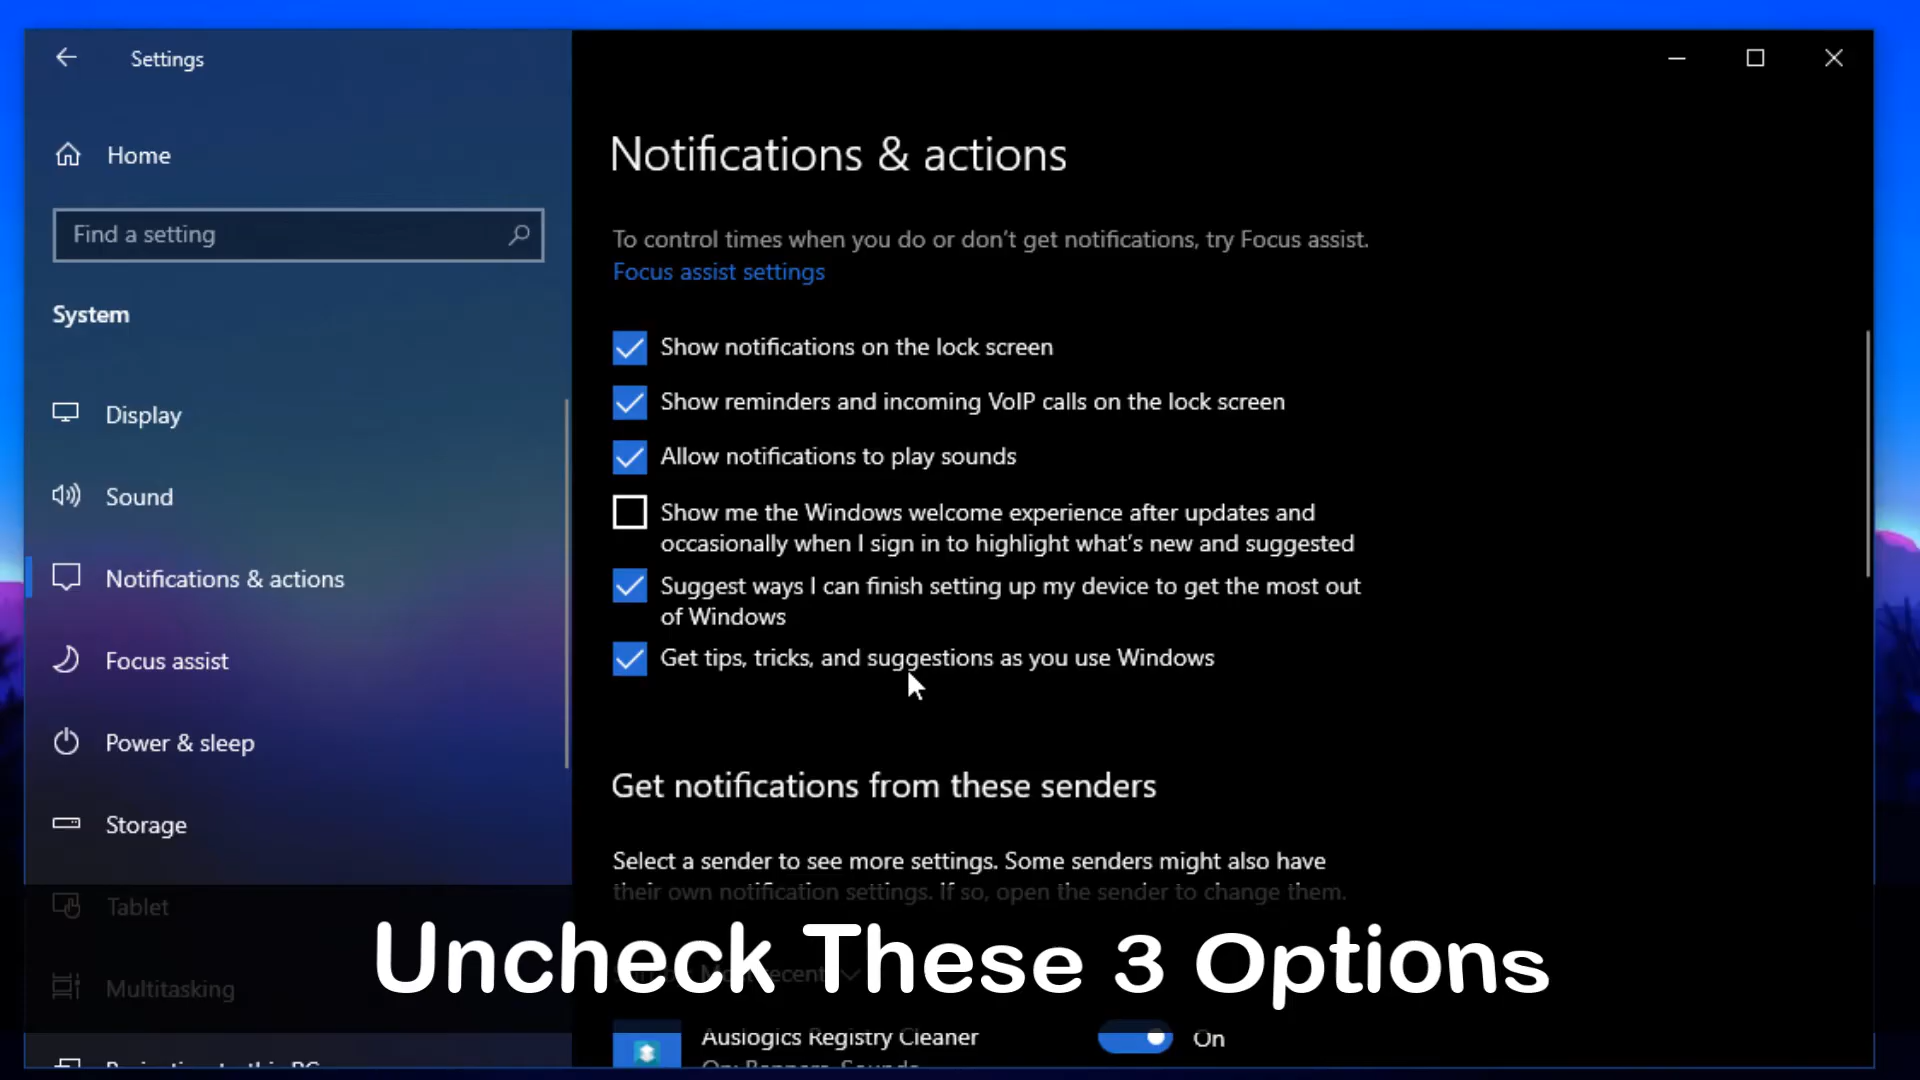 Settings
Home
Find a setting
System
Display
Sound
Notifications & actions
Focus assist
Power & sleep
Storage
Tablet
Multitasking
Notifications & actions
To control times when you do or don't get notifications, try Focus assist.
Focus assist settings
Show notifications on the lock screen
Show reminders and incoming VoIP calls on the lock screen
Allow notifications to play sounds
Show me the Windows welcome experience after updates and
occasionally when I sign in to highlight what's new and suggested
Suggest ways I can finish setting up my device to get the most out
of Windows
Get tips, tricks, and suggestions as you use Windows
Get notifications from these senders
Select a sender to see more settings. Some senders might also have
their own notification settings. If so, open the sender to change them.
Uncheck These 3 Options
Auslogics Registry Cleaner
On